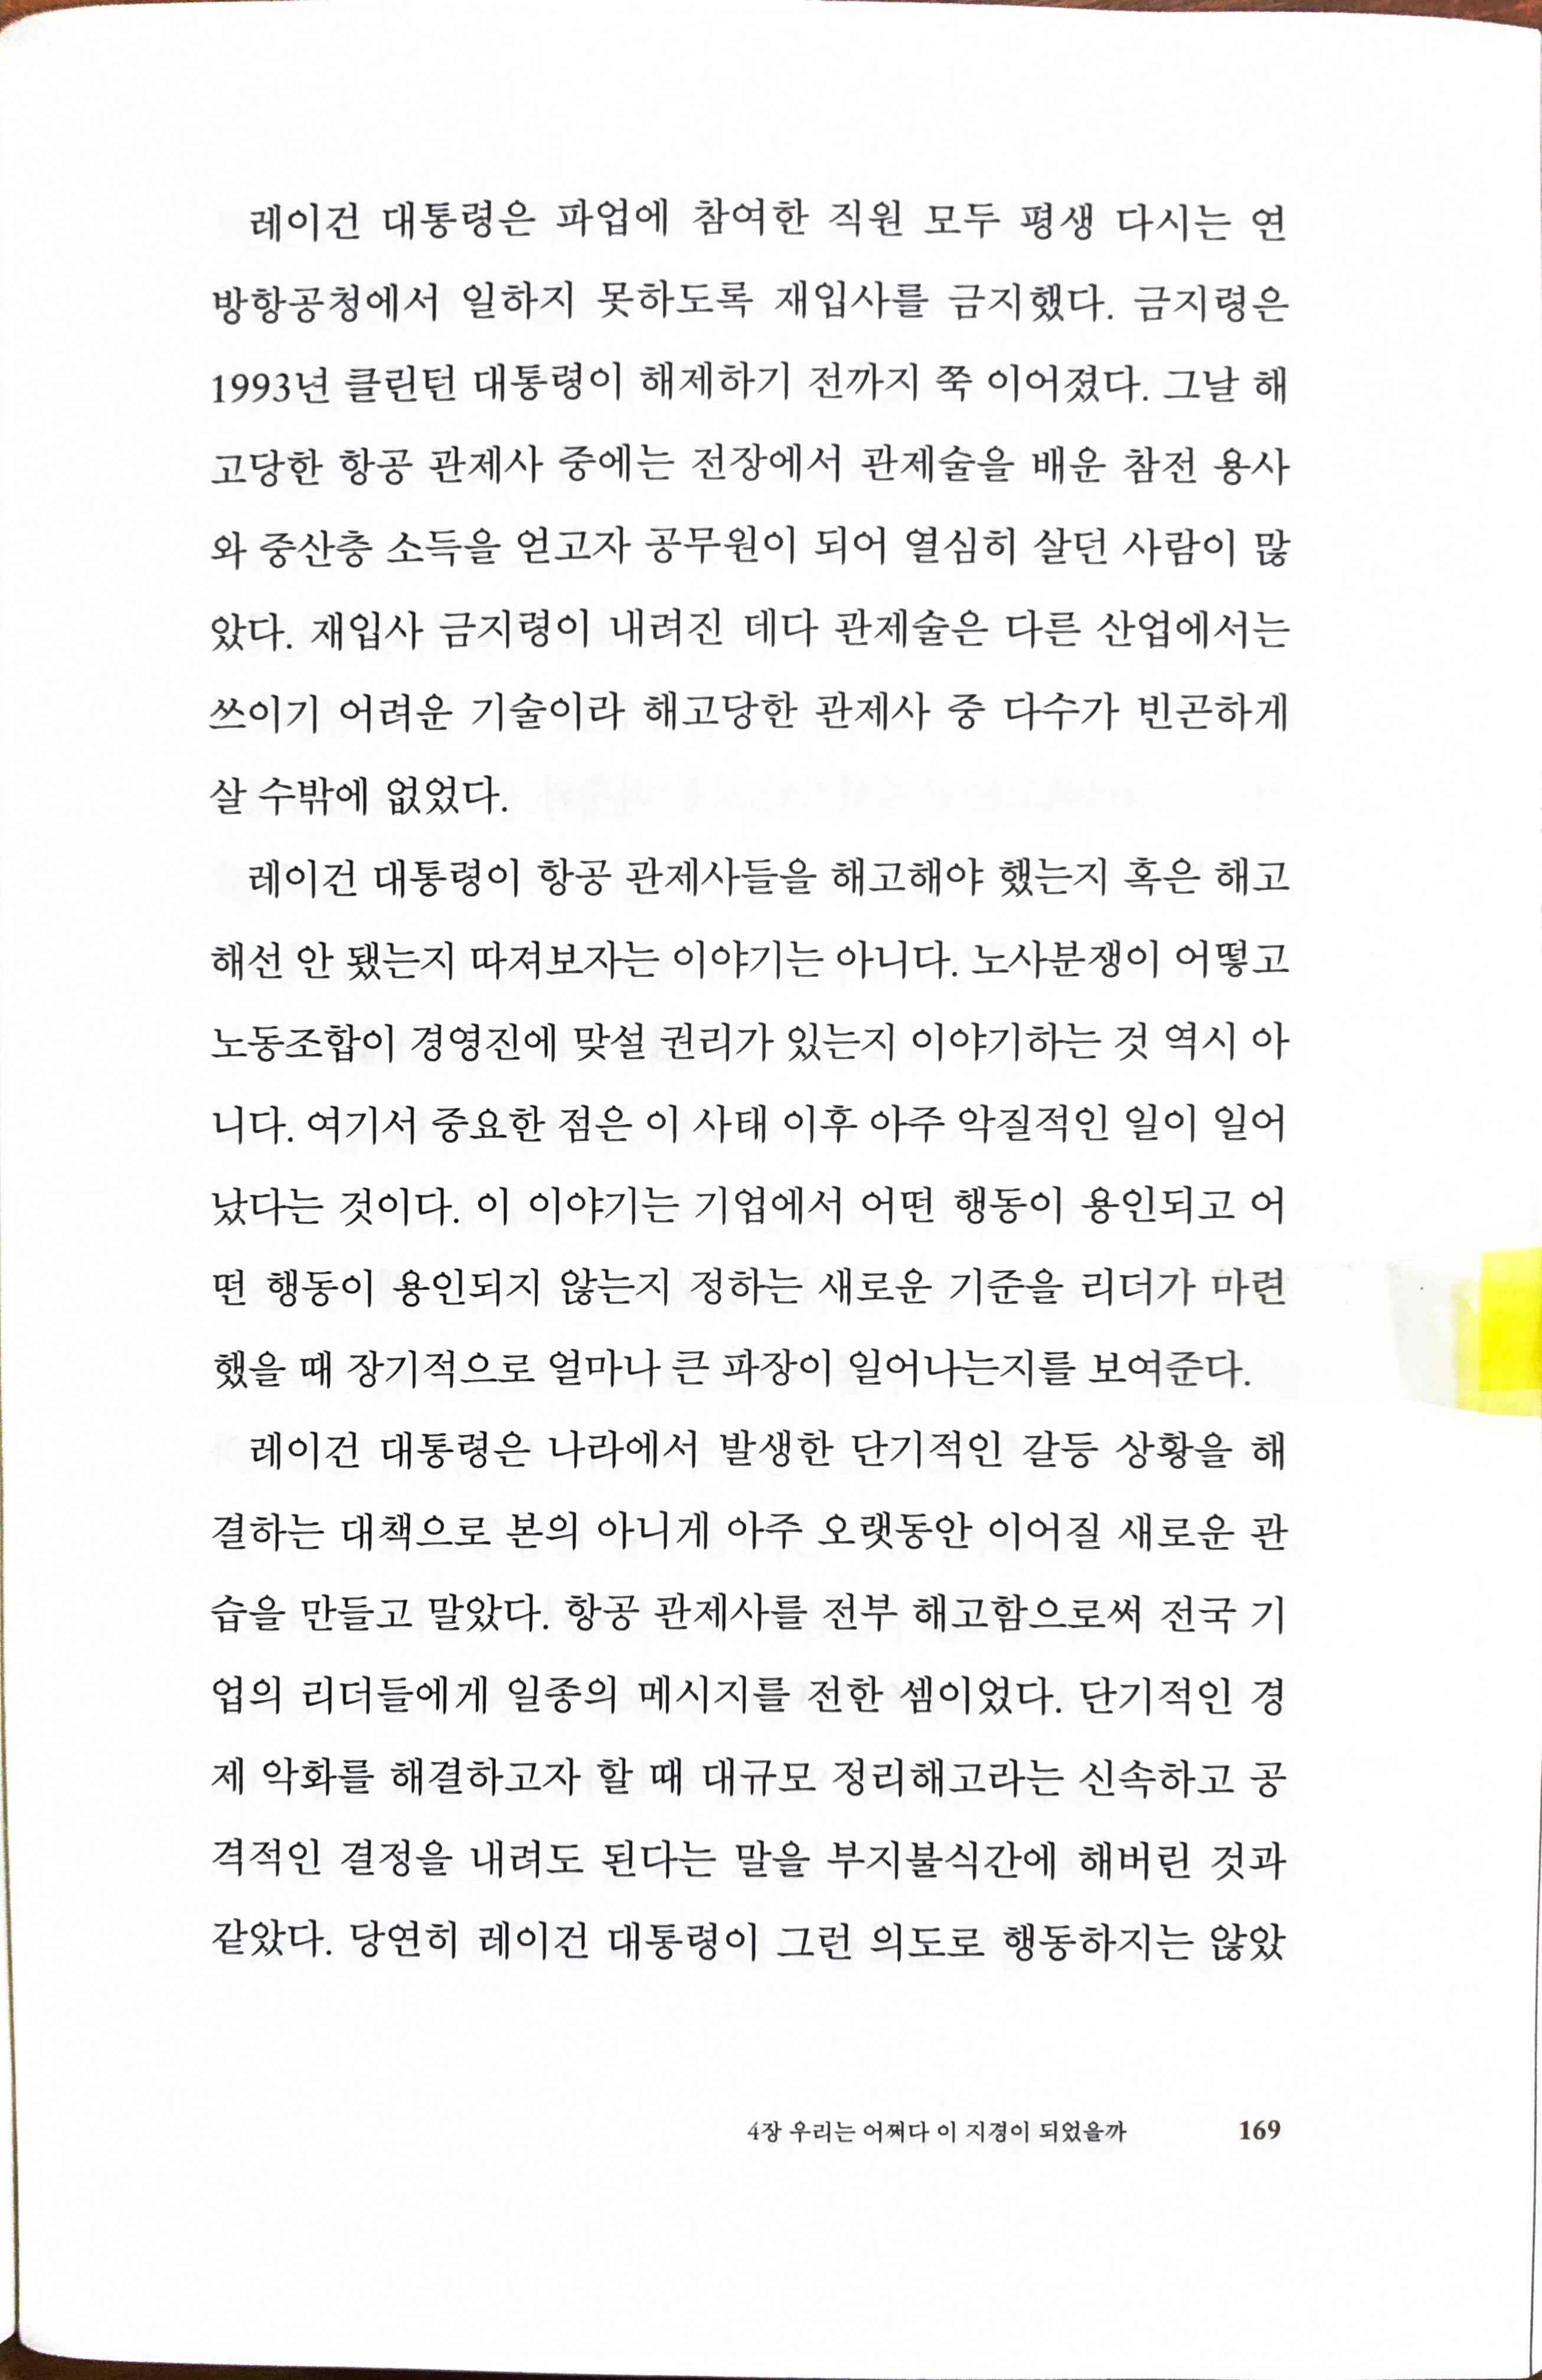 레이건 대통령은 파업에 참여한 직원 모두 평생 다시는 연
방항공청에서 일하지 못하도록 재입사를 금지했다. 금지령은
1993년 클린턴 대통령이 해제하기 전까지 쭉 이어졌다. 그날 해
고당한 항공 관제사 중에는 전장에서 관제술을 배운 참전 용사
와 중산층 소득을 얻고자 공무원이 되어 열심히 살던 사람이 많
았다. 재입사 금지령이 내려진 데다 관제술은 다른 산업에서는
쓰이기 어려운 기술이라 해고당한 관제사 중 다수가 빈곤하게
살 수밖에 없었다.
레이건 대통령이 항공 관제사들을 해고해야 했는지 혹은 해고
해선 안 됐는지 따져보자는 이야기는 아니다. 노사분쟁이 어떻고
노동조합이 경영진에 맞설 권리가 있는지 이야기하는 것 역시 아
니다. 여기서 중요한 점은 이 사태 이후 아주 악질적인 일이 일어
났다는 것이다. 이 이야기는 기업에서 어떤 행동이 용인되고 어
떤 행동이 용인되지 않는지 정하는 새로운 기준을 리더가 마련
했을 때 장기적으로 얼마나 큰 파장이 일어나는지를 보여준다.
레이건 대통령은 나라에서 발생한 단기적인 갈등 상황을 해
결하는 대책으로 본의 아니게 아주 오랫동안 이어질 새로운 관
습을 만들고 말았다. 항공 관제사를 전부 해고함으로써 전국 기
업의 리더들에게 일종의 메시지를 전한 셈이었다. 단기적인 경
제 악화를 해결하고자 할 때 대규모 정리해고라는 신속하고 공
격적인 결정을 내려도 된다는 말을 부지불식간에 해버린 것과
같았다. 당연히 레이건 대통령이 그런 의도로 행동하지는 않았
4장 우리는 어쩌다 이 지경이 되었을까 169